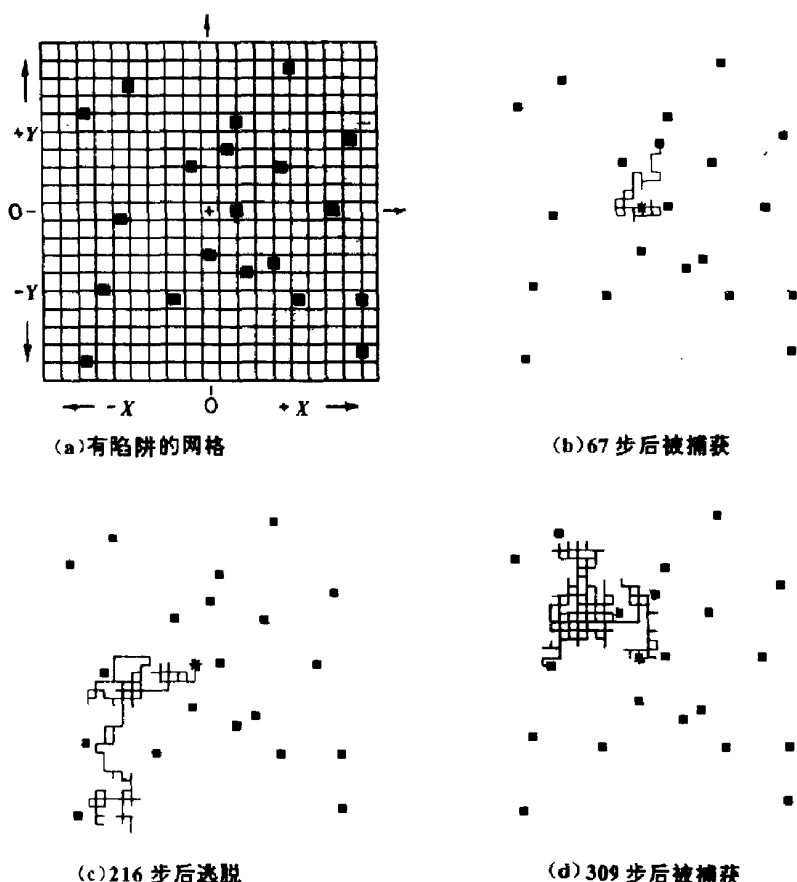 +Y
O
-Y
-X
O
+X
(a)有陷阱的网格
(b)67 步后被捕获
(c)216 步后逃脱
(d)309 步后被捕获